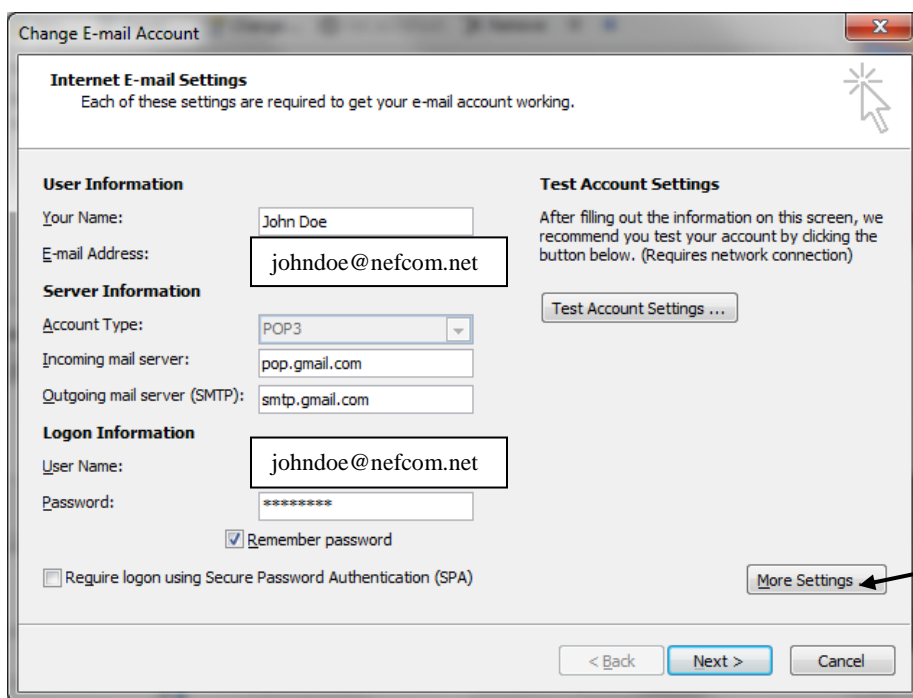 Change E-mail Account
Internet E-mail Settings
Each of these settings are required to get your e-mail account working.
User Information
Your Name:
John Doe
E-mail Address:
johndoe@nefcom.net
Server Information
Account Type:
POP3
Incoming mail server:
pop.gmail.com
Outgoing mail server (SMTP):
smtp.gmail.com
Logon Information
User Name:
johndoe@nefcom.net
Password:
********
Remember password
Require logon using Secure Password Authentication (SPA)
Test Account Settings
After filling out the information on this screen, we
recommend you test your account by clicking the
button below. (Requires network connection)
Test Account Settings ...
More Settings
< Back
Next >
Cancel